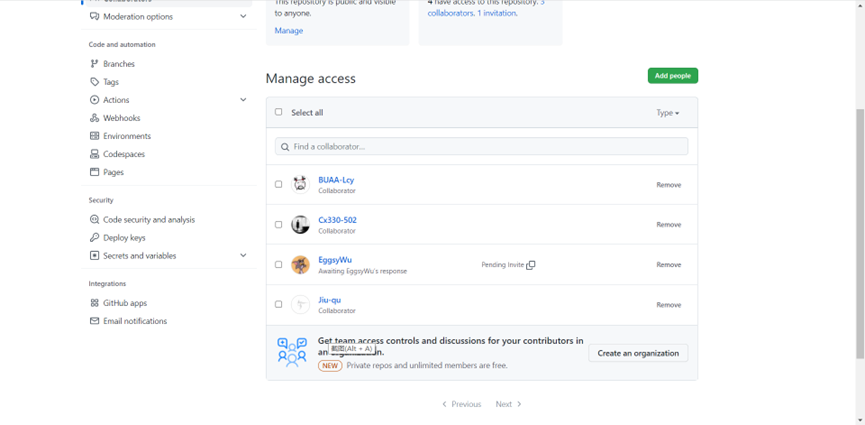 Collaborators
This repository is public and visible
to anyone.
Manage
4 have access to this repository. 3
collaborators. 1 invitation.
Moderation options
Code and automation
Branches
Tags
Actions
Webhooks
Environments
Codespaces
Pages
Security
Code security and analysis
Deploy keys
Secrets and variables
Integrations
GitHub apps
Email notifications
Manage access
Add people
Select all
Type
Find a collaborator...
BUAA-Lcy
Collaborator
Remove
Cx330-502
Collaborator
Remove
EggsyWu
Awaiting EggsyWu's response
Pending Invite
Remove
Jiu-qu
Collaborator
Remove
Get team access controls and discussions for your contributors in
an organization.
截图(Alt + A)
NEW Private repos and unlimited members are free.
Create an organization
Previous Next